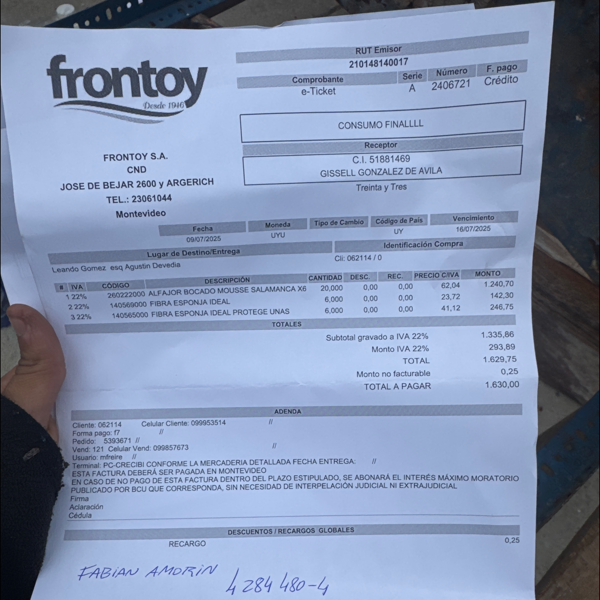 frontoy
Desde 1946
RUT Emisor
210148140017
Comprobante Serie Número F. pago
e-Ticket A 2406721 Crédito
CONSUMO FINALLLL
Receptor
C.I. 51881469
GISSELL GONZALEZ DE AVILA
Treinta y Tres
FRONTOY S.A.
CND
JOSE DE BEJAR 2600 y ARGERICH
TEL.: 23061044
Montevideo
Fecha Moneda Tipo de Cambio Código de País Vencimiento
09/07/2025 UYU UY 16/07/2025
Lugar de Destino/Entrega Identificación Compra
Leando Gomez esq Agustin Devedia Cli: 062114 / 0
# IVA CÓDIGO DESCRIPCIÓN CANTIDAD DESC. REC. PRECIO C/IVA MONTO
1 22% 260222000 ALFAJOR BOCADO MOUSSE SALAMANCA X6 20,000 0,00 0,00 62,04 1.240,70
2 22% 140569000 FIBRA ESPONJA IDEAL 6,000 0,00 0,00 23,72 142,30
3 22% 140565000 FIBRA ESPONJA IDEAL PROTEGE UNAS 6,000 0,00 0,00 41,12 246,75
TOTALES
Subtotal gravado a IVA 22% 1.335,86
Monto IVA 22% 293,89
TOTAL 1.629,75
Monto no facturable 0,25
TOTAL A PAGAR 1.630,00
ADENDA
Cliente: 062114 Celular Cliente: 099953514 //
Forma pago: f7 //
Pedido: 5393671 //
Vend: 121 Celular Vend: 099857673 //
Usuario: mfreire //
Terminal: PC-CRECIBI CONFORME LA MERCADERIA DETALLADA FECHA ENTREGA: //
ESTA FACTURA DEBERÁ SER PAGADA EN MONTEVIDEO
EN CASO DE NO PAGO DE ESTA FACTURA DENTRO DEL PLAZO ESTIPULADO, SE ABONARÁ EL INTERÉS MÁXIMO MORATORIO
PUBLICADO POR BCU QUE CORRESPONDA, SIN NECESIDAD DE INTERPELACIÓN JUDICIAL NI EXTRAJUDICIAL
Firma
Aclaración
Cédula
DESCUENTOS / RECARGOS GLOBALES
RECARGO 0,25
FABIAN AMORIN 4284480-4